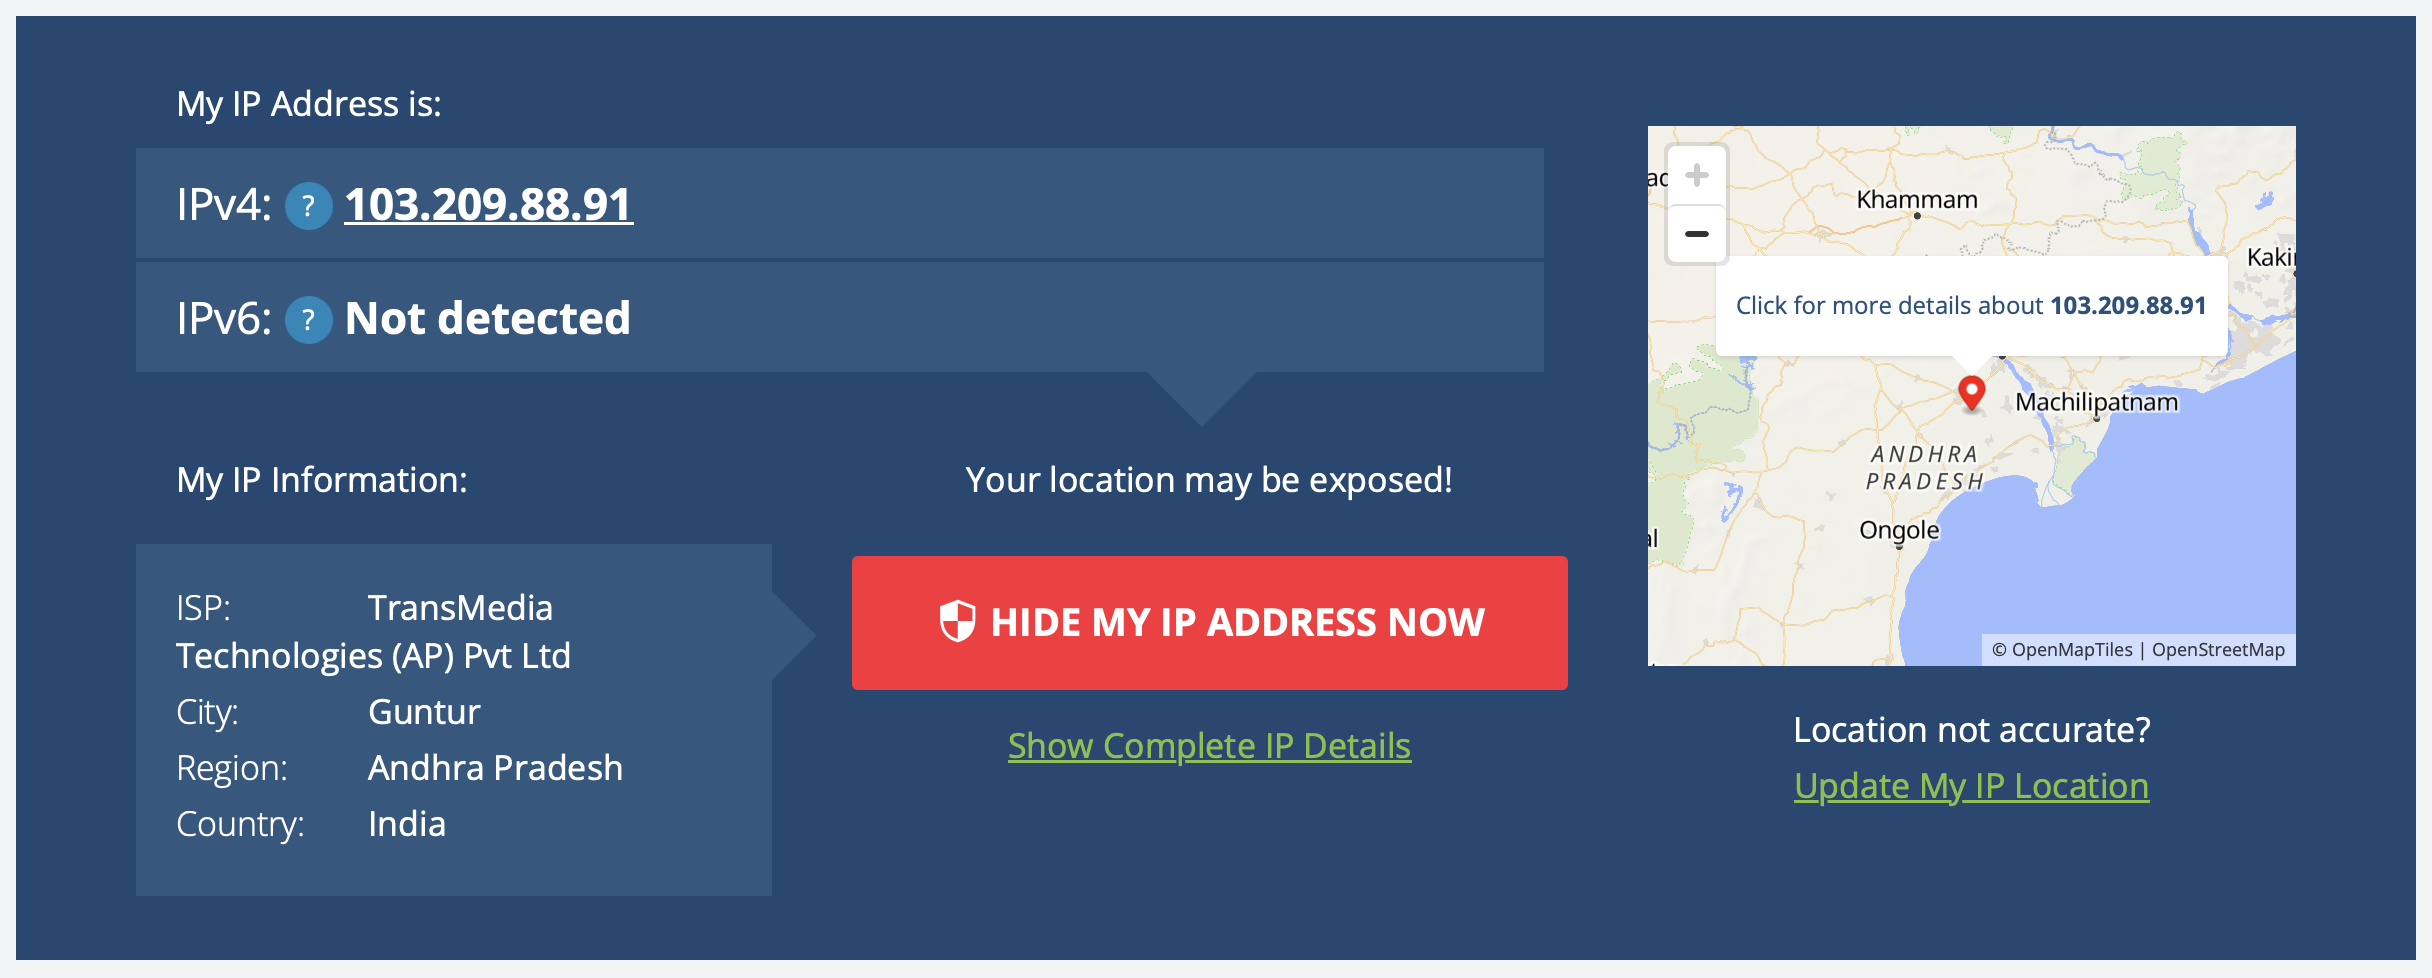 My IP Address is:
IPv4: ? 103.209.88.91
IPv6: ? Not detected
My IP Information:
ISP: TransMedia
Technologies (AP) Pvt Ltd
City: Guntur
Region: Andhra Pradesh
Country: India
Your location may be exposed!
HIDE MY IP ADDRESS NOW
Show Complete IP Details
+
−
Khammam
Click for more details about 103.209.88.91
Machilipatnam
ANDHRA
PRADESH
Ongole
© OpenMapTiles | OpenStreetMap
Location not accurate?
Update My IP Location